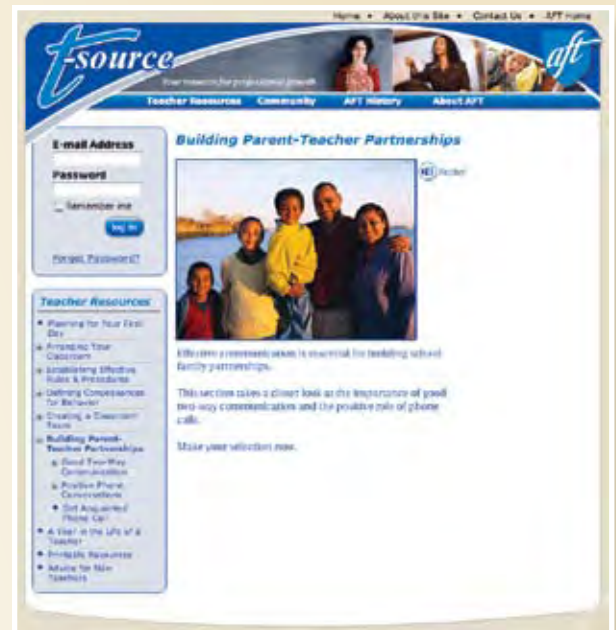 Home • About this Site • Contact Us • AFT Home
t-source
Your resource for professional growth
aft
Teacher Resources Community AFT History About AFT
E-mail Address
Password
Remember me
log in
Forgot Password?
Building Parent-Teacher Partnerships
Effective communication is essential for building school
family partnerships.
This section takes a closer look at the importance of good
two-way communication and the positive role of phone
calls.
Make your selection now.
Teacher Resources
Planning for Your First
Day
Arranging Your
Classroom
Establishing Effective
Rules & Procedures
Defining Consequences
for Behavior
Creating a Classroom
Team
Building Parent-
Teacher Partnerships
Good Two-Way
Communication
Positive Phone
Conversations
Get Acquainted
Phone Call
A Year in the Life of a
Teacher
Printable Resources
Advice for New
Teachers